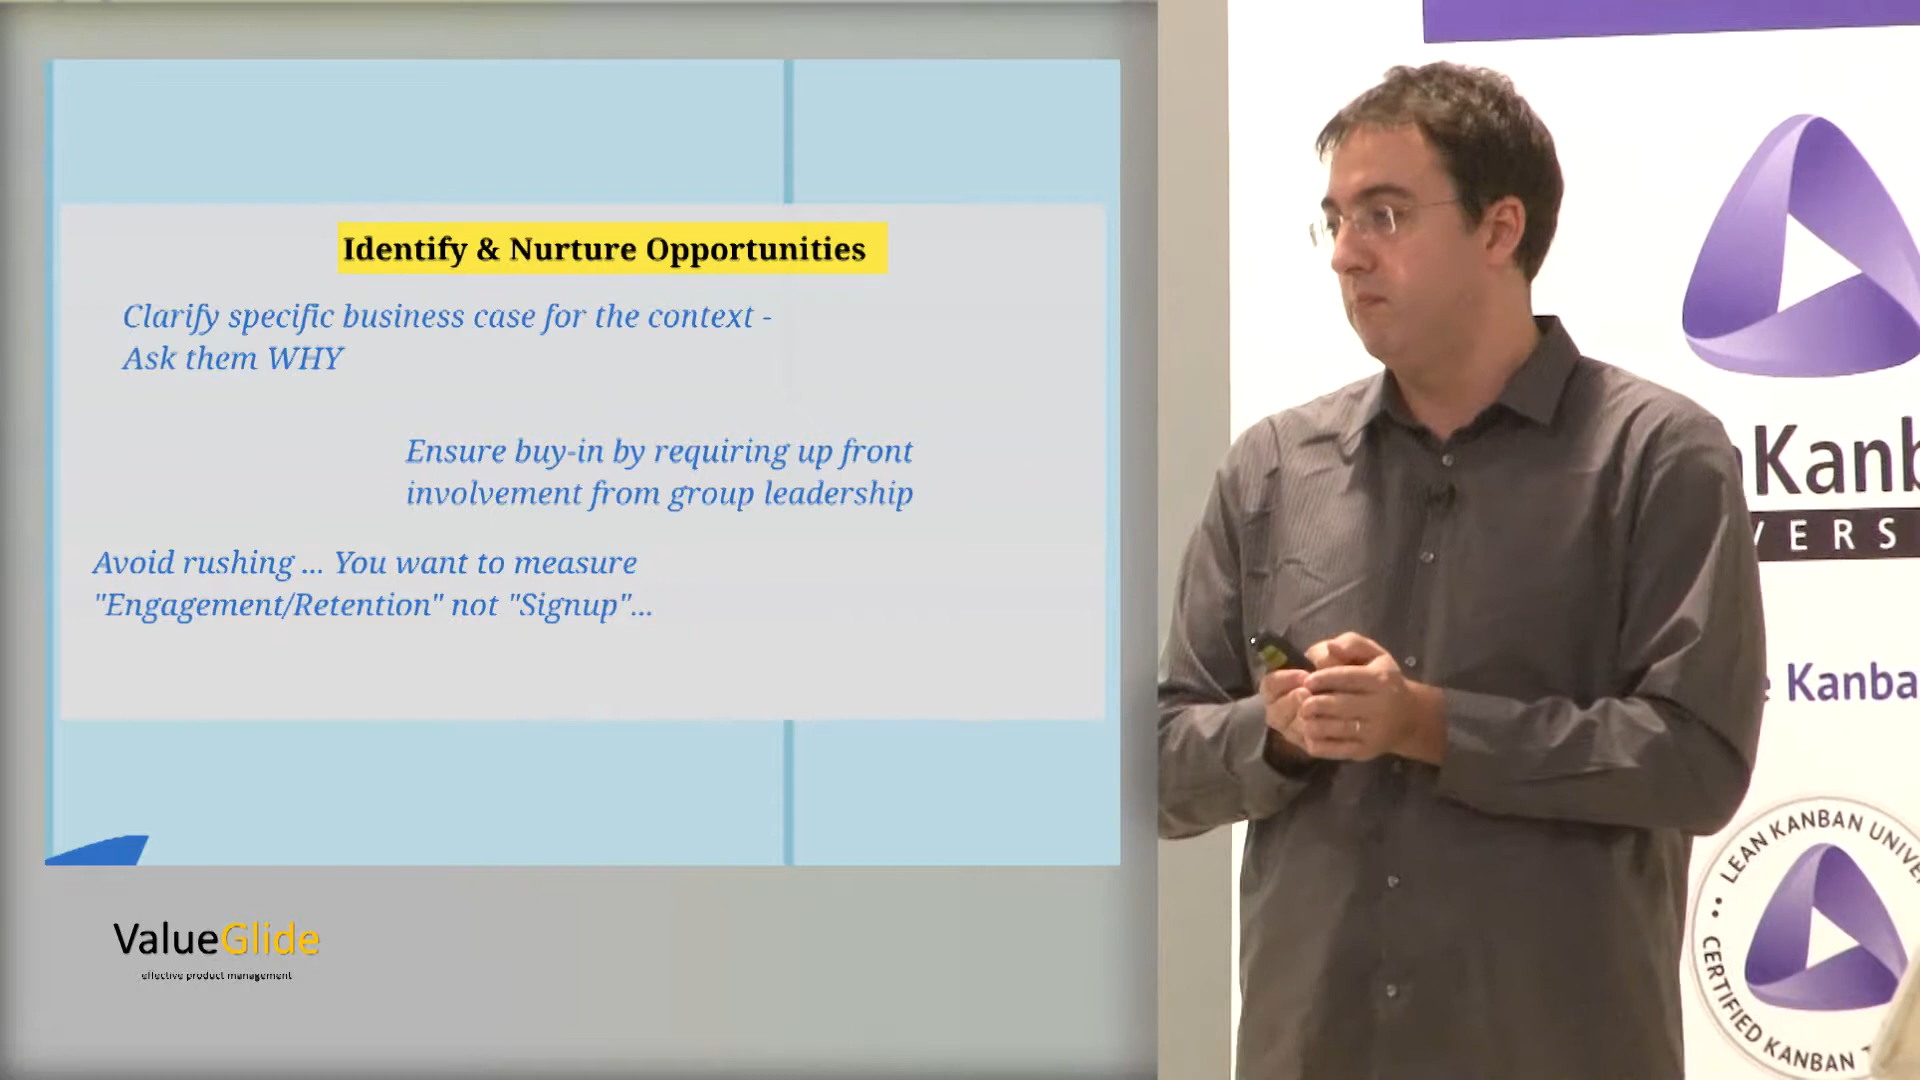 Identify & Nurture Opportunities
Clarify specific business case for the context -
Ask them WHY
Ensure buy-in by requiring up front
involvement from group leadership
Avoid rushing ... You want to measure
"Engagement/Retention" not "Signup"...
ValueGlide
effective product management
Kanba
VERS
Kanba
LEAN KANBAN UNIVE
CERTIFIED KANBAN T